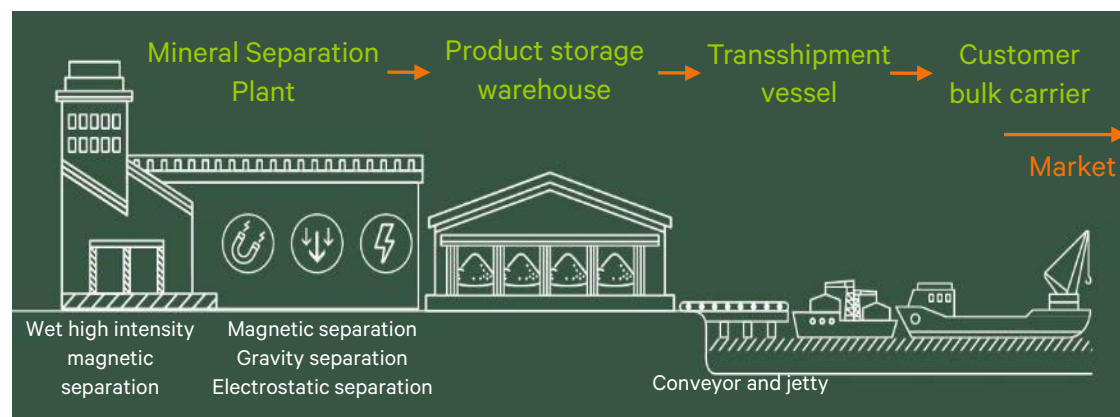 Mineral Separation
Plant
Product storage
warehouse
Transshipment
vessel
Customer
bulk carrier
Market
Wet high intensity
magnetic
separation
Magnetic separation
Gravity separation
Electrostatic separation
Conveyor and jetty